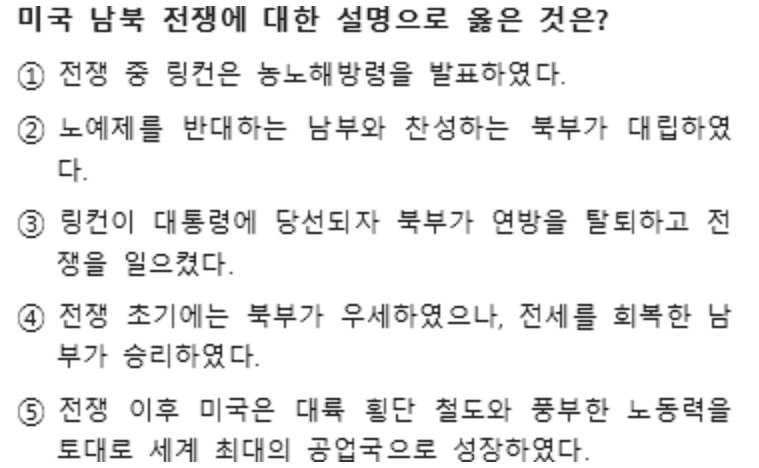 미국 남북 전쟁에 대한 설명으로 옳은 것은?
① 전쟁 중 링컨은 농노해방령을 발표하였다.
② 노예제를 반대하는 남부와 찬성하는 북부가 대립하였
다.
③ 링컨이 대통령에 당선되자 북부가 연방을 탈퇴하고 전
쟁을 일으켰다.
④ 전쟁 초기에는 북부가 우세하였으나, 전세를 회복한 남
부가 승리하였다.
⑤ 전쟁 이후 미국은 대륙 횡단 철도와 풍부한 노동력을
토대로 세계 최대의 공업국으로 성장하였다.